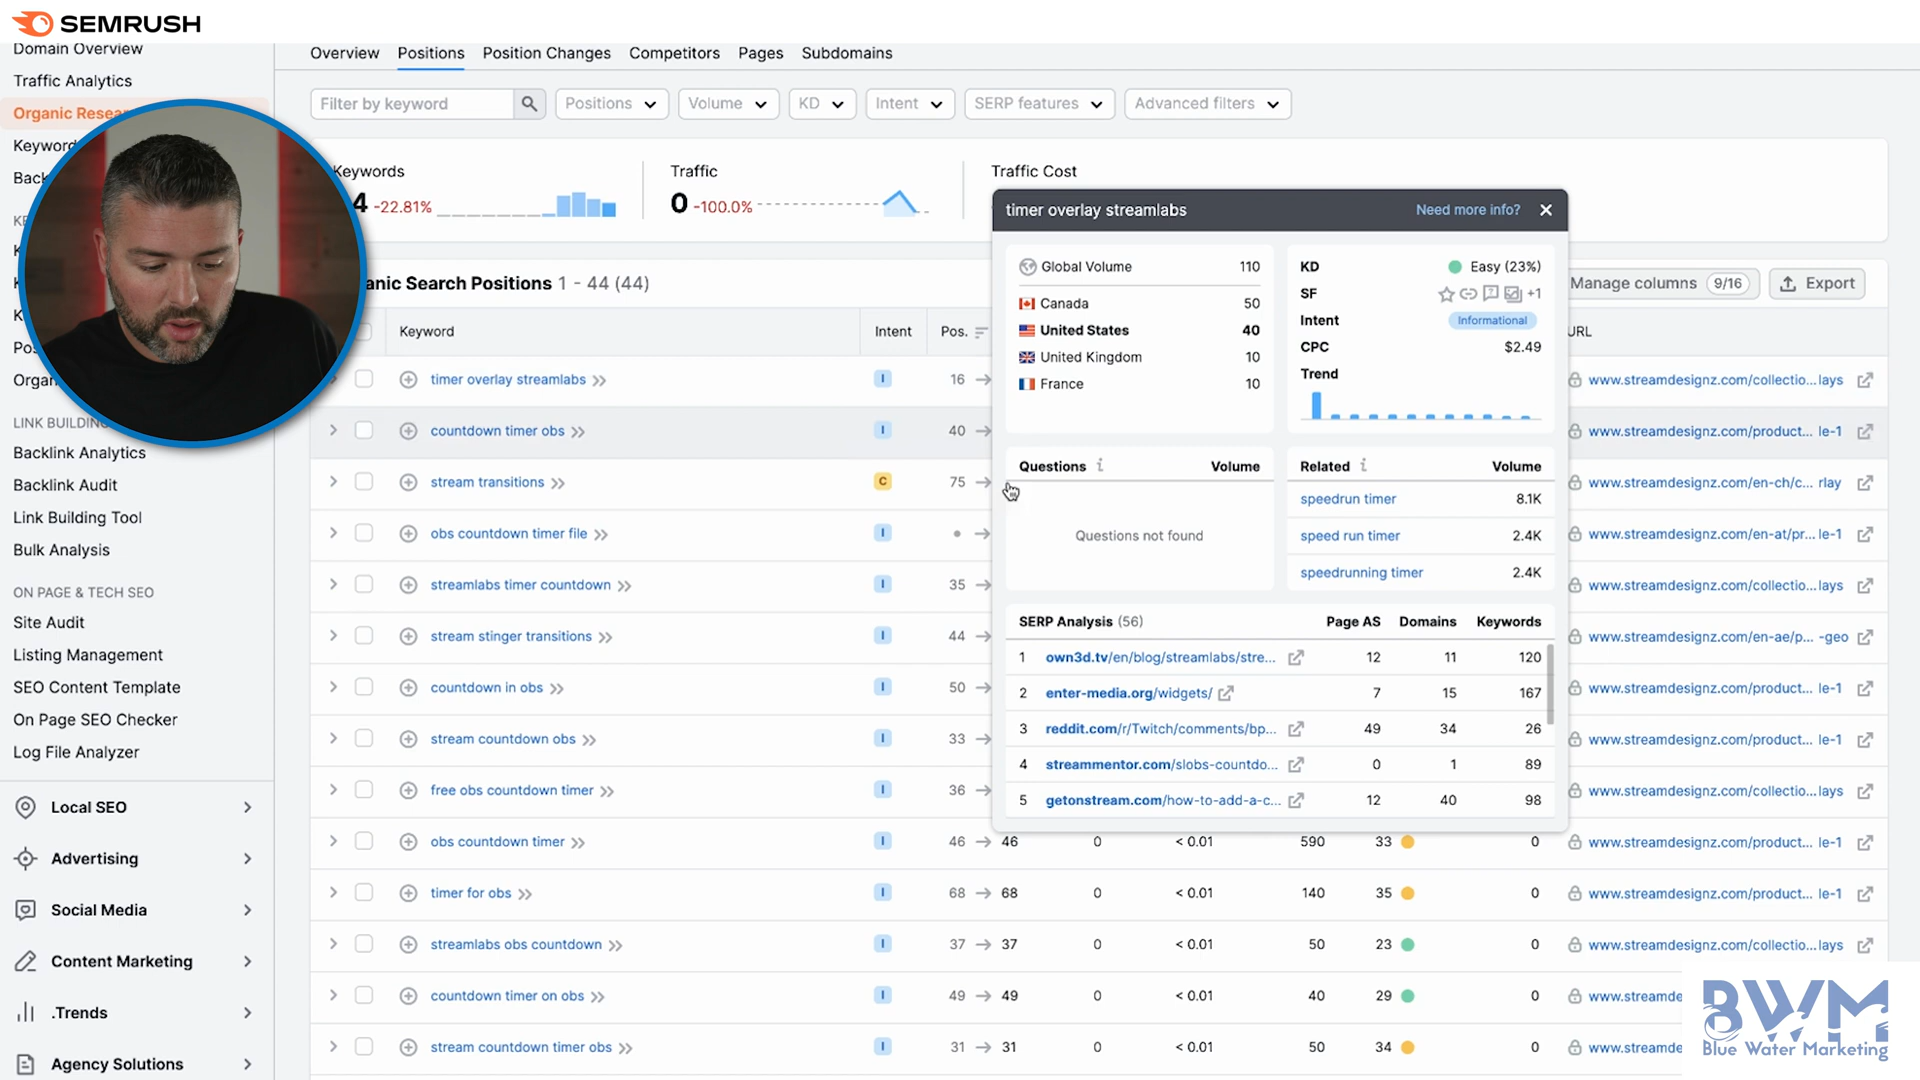 SEMRUSH
Domain Overview
Traffic Analytics
Organic
Keyword
Overview
Positions
Position Changes
Competitors
Pages
Subdomains
Filter by keyword
Positions
Volume
KD
Intent
SERP features
Advanced filters
Keywords
4 -22.81%
Traffic
0 -100.0%
Traffic Cost
Organic Search Positions 1 - 44 (44)
Manage columns 9/16
Export
Keyword
Intent
Pos.
URL
timer overlay streamlabs
I
16
www.streamdesignz.com/collectio... lays
countdown timer obs
I
40
www.streamdesignz.com/product... le-1
stream transitions
C
75
www.streamdesignz.com/en-ch/c... rlay
obs countdown timer file
I
www.streamdesignz.com/en-at/pr... le-1
streamlabs timer countdown
I
35
www.streamdesignz.com/collectio... lays
stream stinger transitions
I
44
www.streamdesignz.com/en-ae/p... -geo
countdown in obs
I
50
www.streamdesignz.com/product... le-1
stream countdown obs
I
33
www.streamdesignz.com/product... le-1
free obs countdown timer
I
36
www.streamdesignz.com/collectio... lays
obs countdown timer
I
46 → 46 0 < 0.01 590 33 0
www.streamdesignz.com/product... le-1
timer for obs
I
68 → 68 0 < 0.01 140 35 0
www.streamdesignz.com/product... le-1
streamlabs obs countdown
I
37 → 37 0 < 0.01 50 23 0
www.streamdesignz.com/collectio... lays
countdown timer on obs
I
49 → 49 0 < 0.01 40 29 0
www.streamde
stream countdown timer obs
I
31 → 31 0 < 0.01 50 34 0
www.streamde
timer overlay streamlabs
Need more info?
Global Volume 110
Canada 50
United States 40
United Kingdom 10
France 10
KD Easy (23%)
SF +1
Intent Informational
CPC $2.49
Trend
Questions Volume
Questions not found
Related Volume
speedrun timer 8.1K
speed run timer 2.4K
speedrunning timer 2.4K
SERP Analysis (56) Page AS Domains Keywords
1 own3d.tv/en/blog/streamlabs/stre... 12 11 120
2 enter-media.org/widgets/ 7 15 167
3 reddit.com/r/Twitch/comments/bp... 49 34 26
4 streammentor.com/slobs-countdo... 0 1 89
5 getonstream.com/how-to-add-a-c... 12 40 98
LINK BUILDING
Backlink Analytics
Backlink Audit
Link Building Tool
Bulk Analysis
ON PAGE & TECH SEO
Site Audit
Listing Management
SEO Content Template
On Page SEO Checker
Log File Analyzer
Local SEO
Advertising
Social Media
Content Marketing
.Trends
Agency Solutions
BWM
Blue Water Marketing